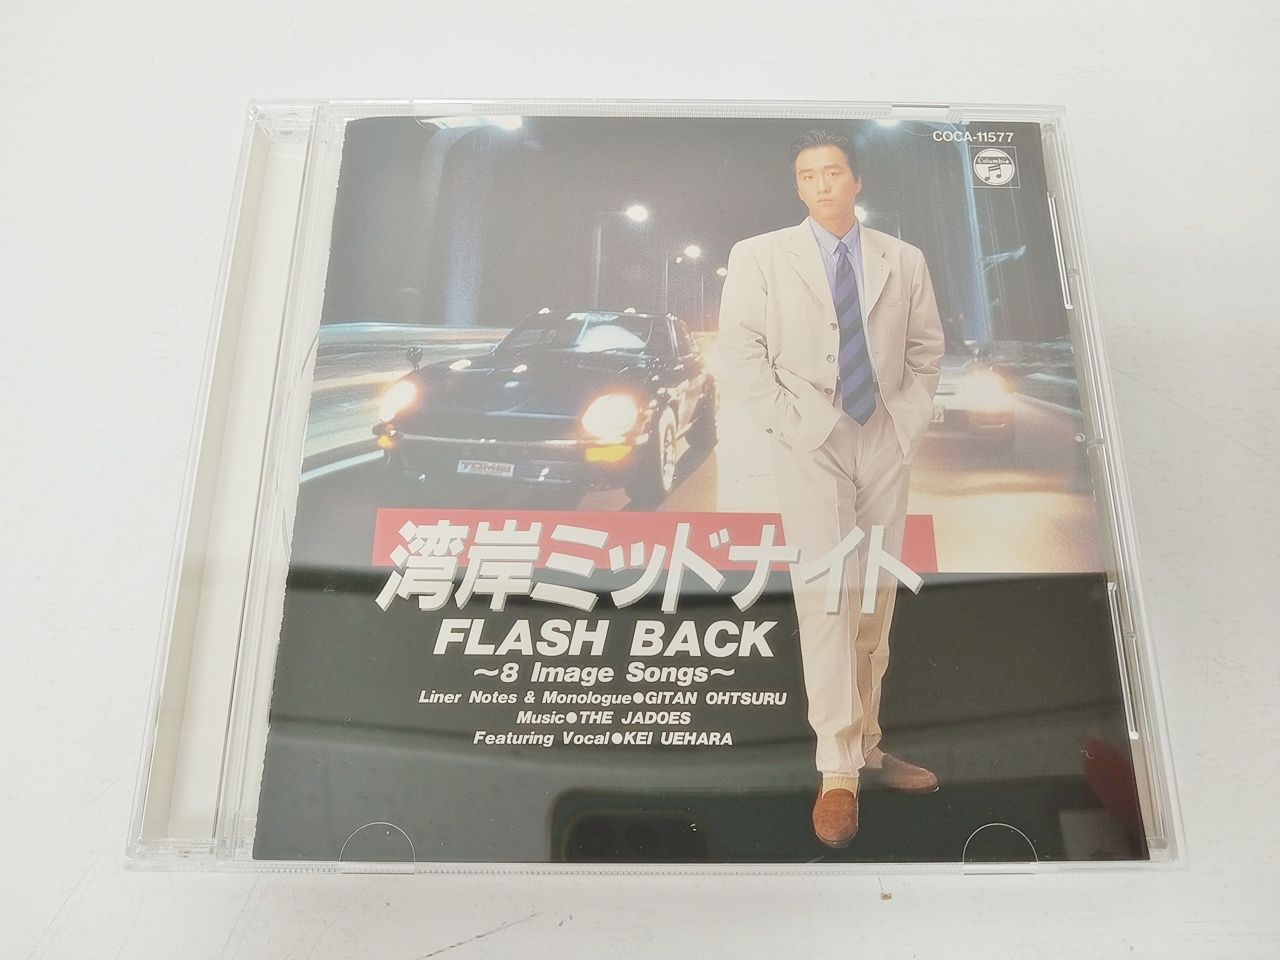 COCA-11577
Columbia
TOMEI
湾岸ミッドナイト
FLASH BACK
~8 Image Songs~
Liner Notes & Monologue●GITAN OHTSURU
Music●THE JADOES
Featuring Vocal●KEI UEHARA